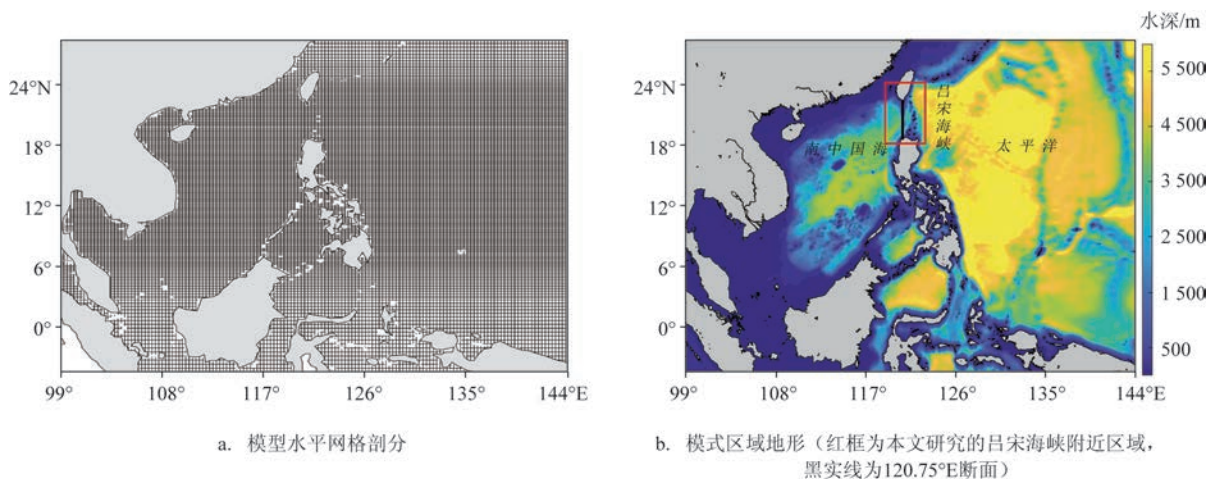 水深/m
24°N
18°
12°
6°
0°
99°
108°
117°
126°
135°
144°E
a. 模型水平网格剖分
24°N
18°
12°
6°
0°
99°
108°
117°
126°
135°
144°E
吕宋海峡
南中国海
太平洋
5 500
4 500
3 500
2 500
1 500
500
b. 模式区域地形（红框为本文研究的吕宋海峡附近区域，
黑实线为120.75°E断面）